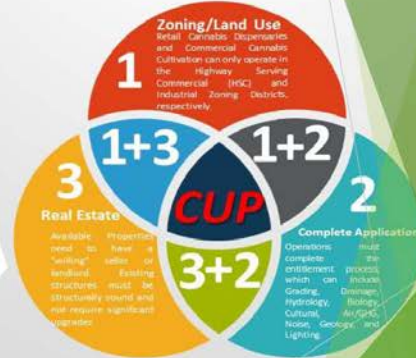 Zoning/Land Use
Retail Cannabis Dispensaries
and Commercial Cannabis
Cultivation can only operate in
the Highway Serving
Commercial (HSC) and
Industrial Zoning Districts,
respectively.
1
1+3
1+2
3
Real Estate
Available Properties
need to have a
"willing" seller or
landlord. Existing
structures must be
structurally sound and
not require significant
upgrades
CUP
2
Complete Application
Operations must
complete the
entitlement process,
which can include
Grading, Drainage,
Hydrology, Biology,
Cultural, Air/GHG,
Noise, Geology, and
Lighting.
3+2